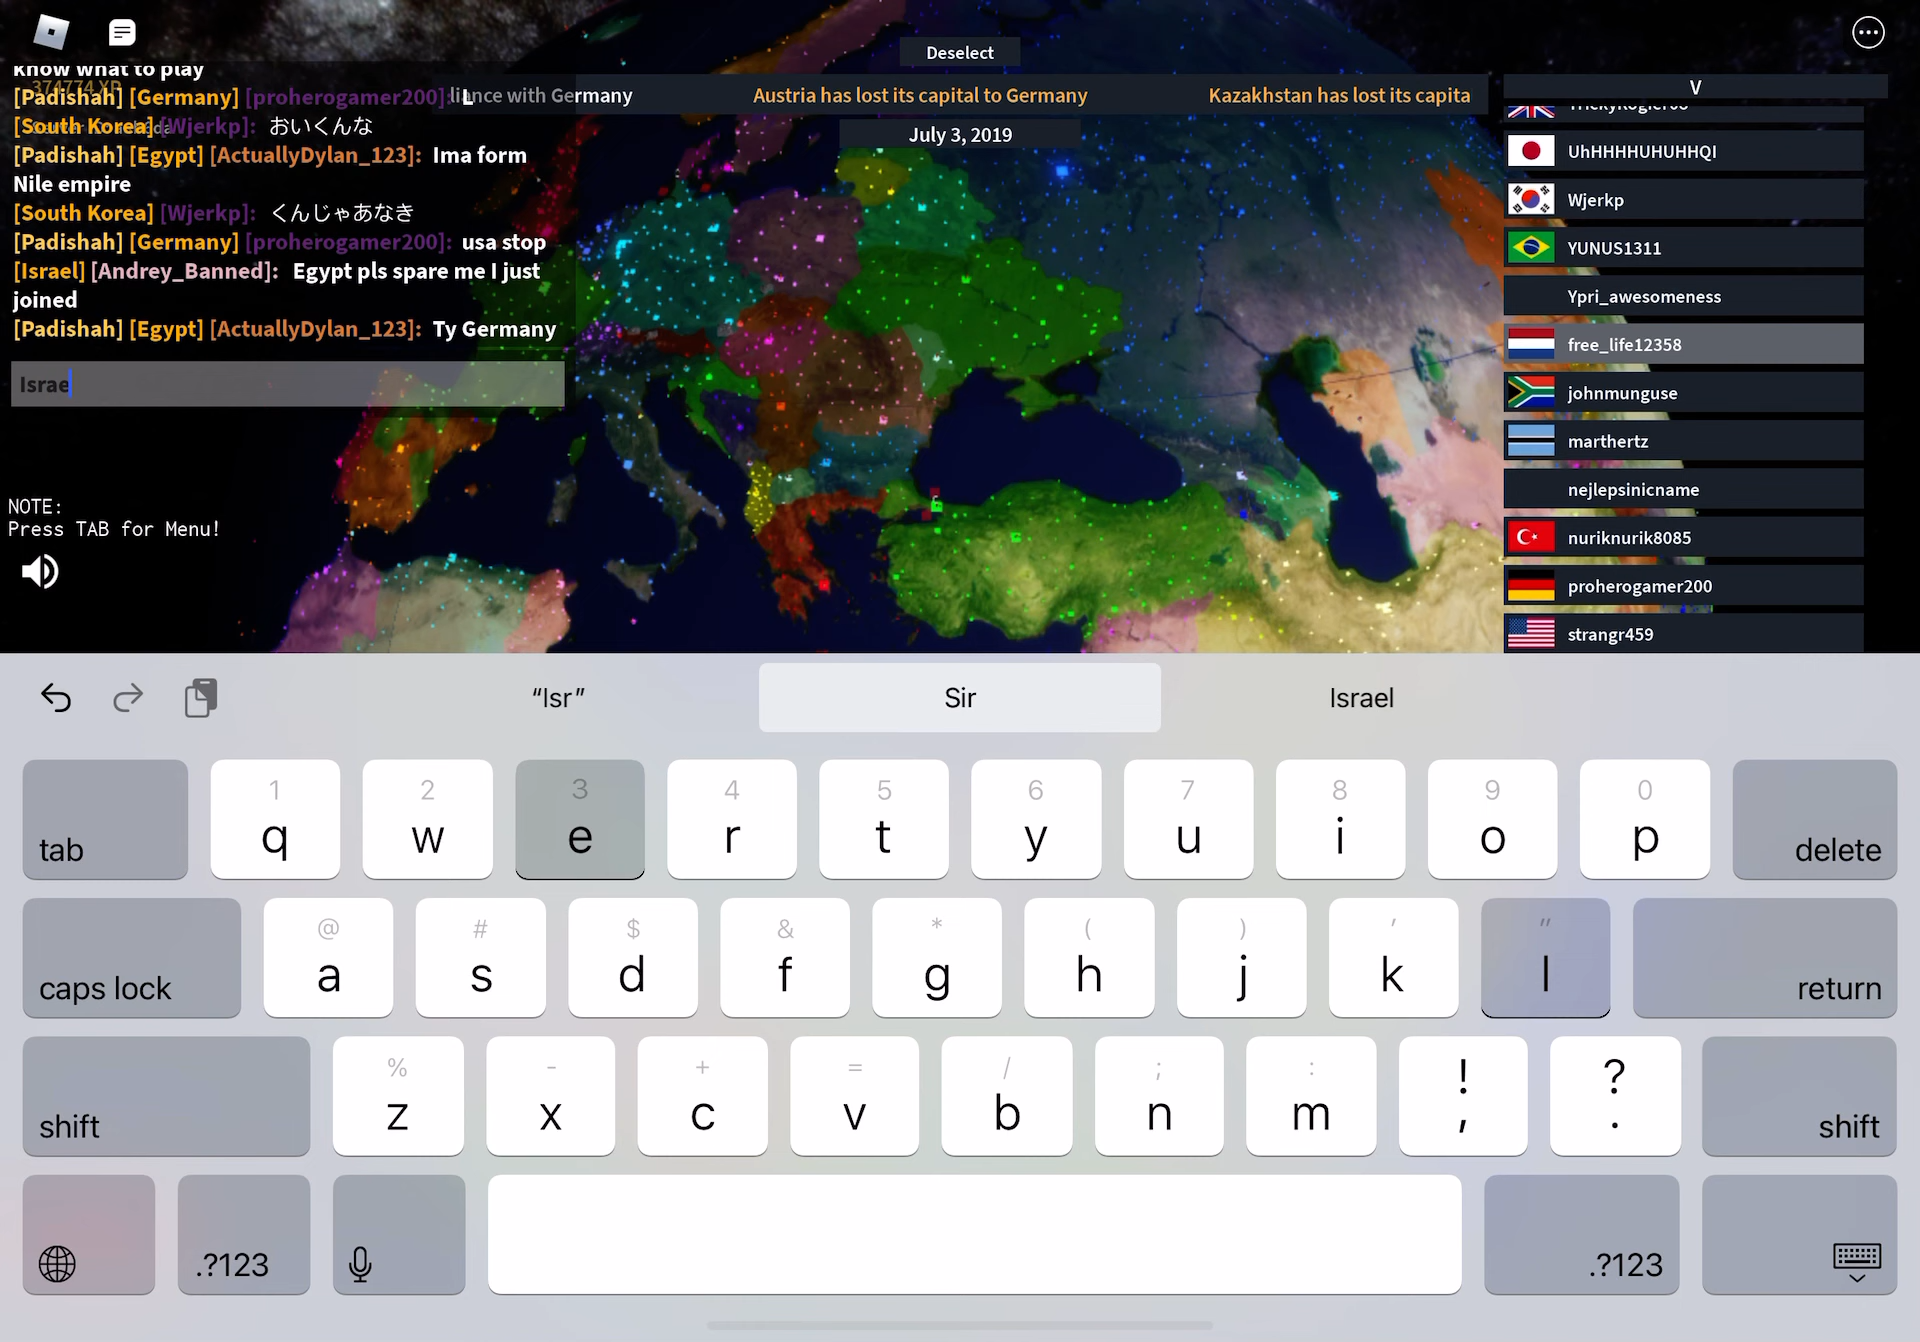 Deselect
know what to play
374774 XP
[Padishah] [Germany] [proherogamer200]: L
liance with Germany
Austria has lost its capital to Germany
Kazakhstan has lost its capita
V
[South Korea] [Wjerkp]: おいくんな
July 3, 2019
[Padishah] [Egypt] [ActuallyDylan_123]: Ima form
Nile empire
[South Korea] [Wjerkp]: くんじゃあなき
[Padishah] [Germany] [proherogamer200]: usa stop
[Israel] [Andrey_Banned]: Egypt pls spare me I just
joined
[Padishah] [Egypt] [ActuallyDylan_123]: Ty Germany
Israe
NOTE:
Press TAB for Menu!
UhHHHHUHUHHQI
Wjerkp
YUNUS1311
Ypri_awesomeness
free_life12358
johnmunguse
marthertz
nejlepsinicname
nuriknurik8085
proherogamer200
strangr459
“Isr” Sir Israel
1 2 3 4 5 6 7 8 9 0
tab q w e r t y u i o p delete
@ # $ & * ( ) ' "
caps lock a s d f g h j k l return
% - + = / ; : ! ?
shift z x c v b n m , . shift
.?123 .?123